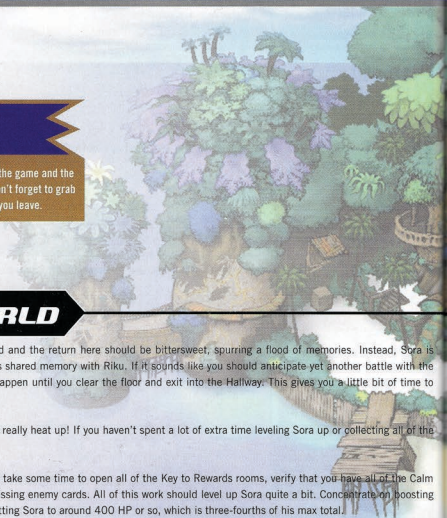 the game and the
n't forget to grab
you leave.
RLD
d and the return here should be bittersweet, spurring a flood of memories. Instead, Sora is
s shared memory with Riku. If it sounds like you should anticipate yet another battle with the
appen until you clear the floor and exit into the Hallway. This gives you a little bit of time to
really heat up! If you haven't spent a lot of extra time leveling Sora up or collecting all of the
take some time to open all of the Key to Rewards rooms, verify that you have all of the Calm
ssing enemy cards. All of this work should level up Sora quite a bit. Concentrate on boosting
tting Sora to around 400 HP or so, which is three-fourths of his max total.